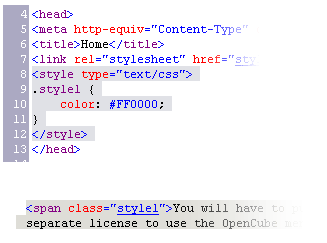 4 <head>
5 <meta http-equiv="Content-Type"
6 <title>Home</title>
7 <link rel="stylesheet" href="sty
8 <style type="text/css">
9 .style1 {
10 color: #FF0000;
11 }
12 </style>
13 </head>
14
<span class="style1">You will have to
separate license to use the OpenCube